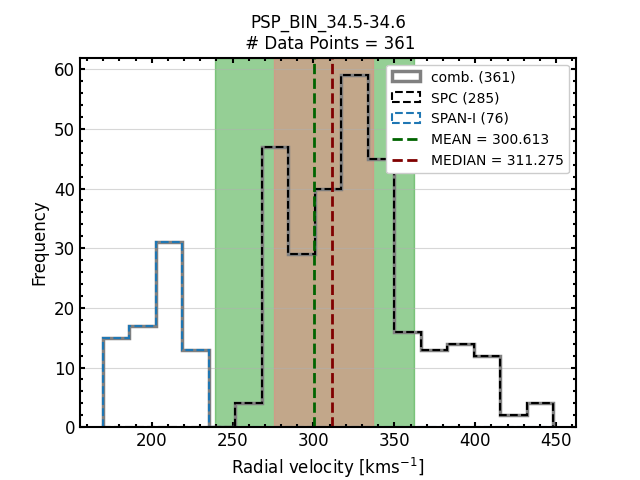 PSP_BIN_34.5-34.6
# Data Points = 361
comb. (361)
SPC (285)
SPAN-I (76)
MEAN = 300.613
MEDIAN = 311.275
60
50
40
30
20
10
0
Frequency
200 250 300 350 400 450
Radial velocity [kms⁻¹]